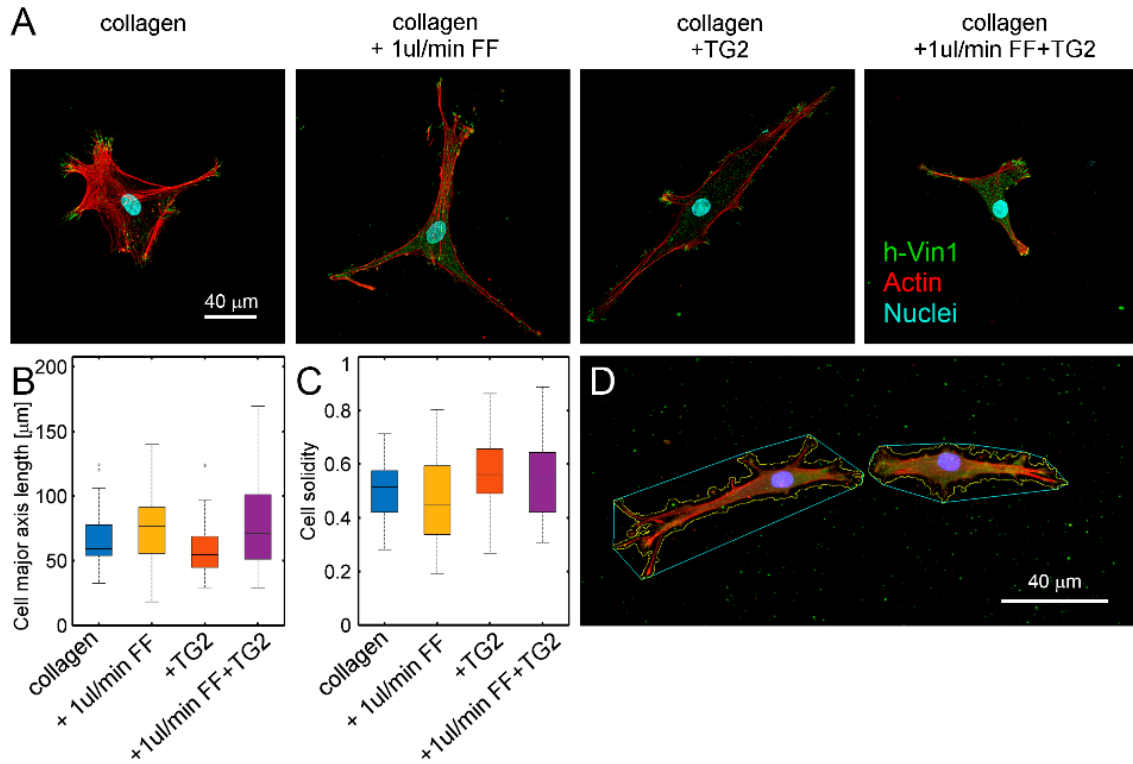 A
collagen
collagen
+ 1ul/min FF
collagen
+TG2
collagen
+1ul/min FF+TG2
40 μm
h-Vin1
Actin
Nuclei
B
Cell major axis length [μm]
200
150
100
50
0
collagen
+ 1ul/min FF
+TG2
+1ul/min FF+TG2
C
Cell solidity
1
0.8
0.6
0.4
0.2
0
collagen
+ 1ul/min FF
+TG2
+1ul/min FF+TG2
D
40 μm